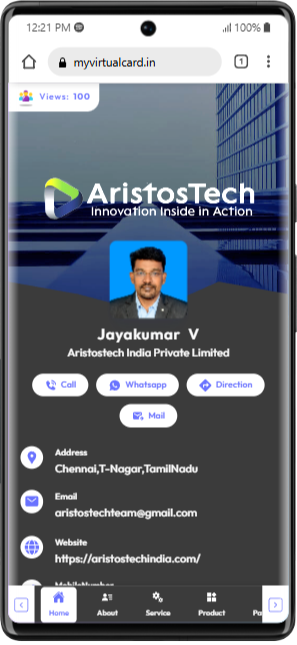 12:21 PM
100%
myvirtualcard.in
1
Views: 100
AristosTech
Innovation Inside in Action
Jayakumar V
Aristostech India Private Limited
Call
Whatsapp
Direction
Mail
Address
Chennai,T-Nagar,TamilNadu
Email
aristostechteam@gmail.com
Website
https://aristostechindia.com/
MobileNumber
Home
About
Service
Product